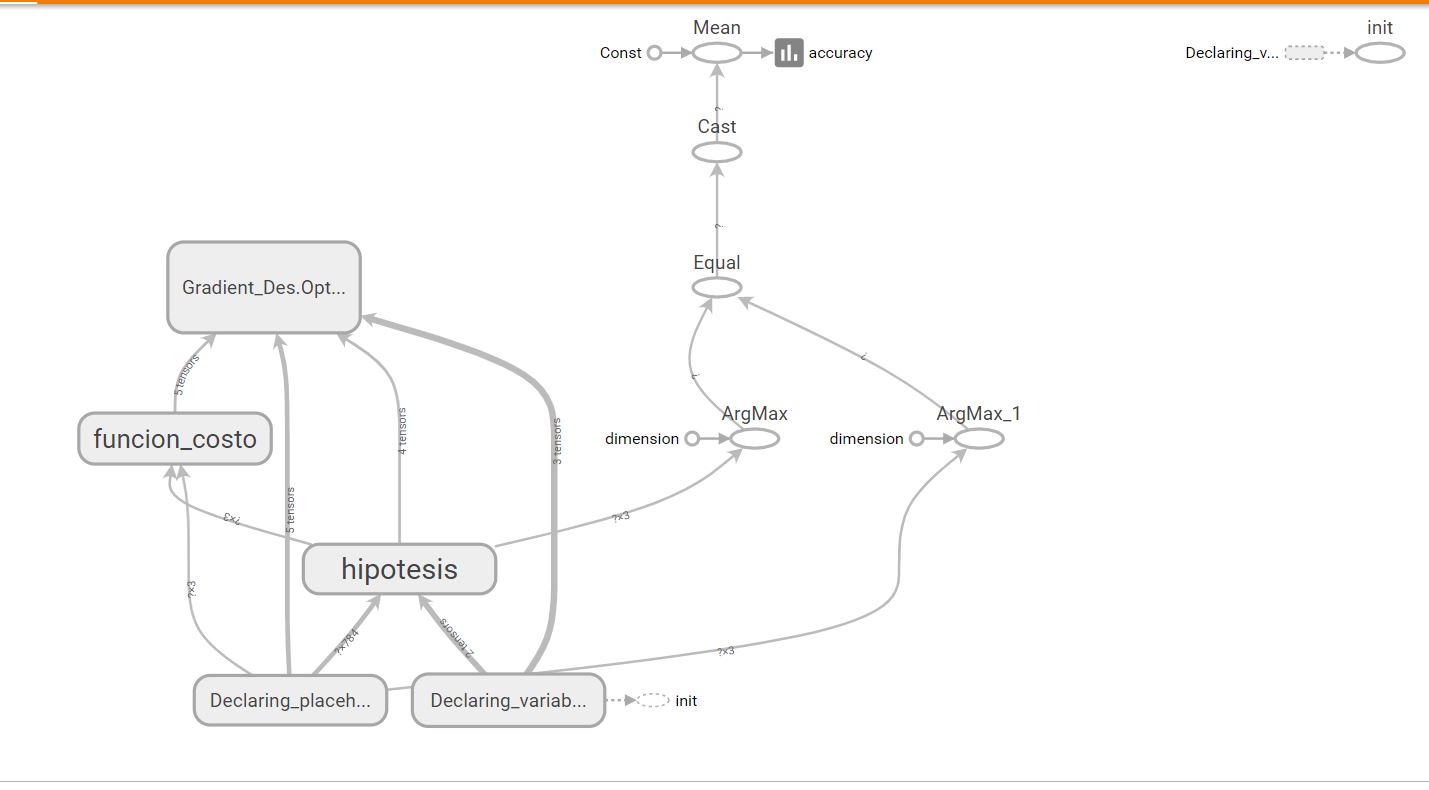 Mean
init
Const
accuracy
Declaring_v...
?
Cast
?
Equal
Gradient_Des.Opt...
?
?
5 tensors
ArgMax
ArgMax_1
funcion_costo
4 tensors
3 tensors
dimension
dimension
5 tensors
?×3
?×3
hipotesis
?×3
?×784
2 tensors
?×3
Declaring_placeh...
Declaring_variab...
init